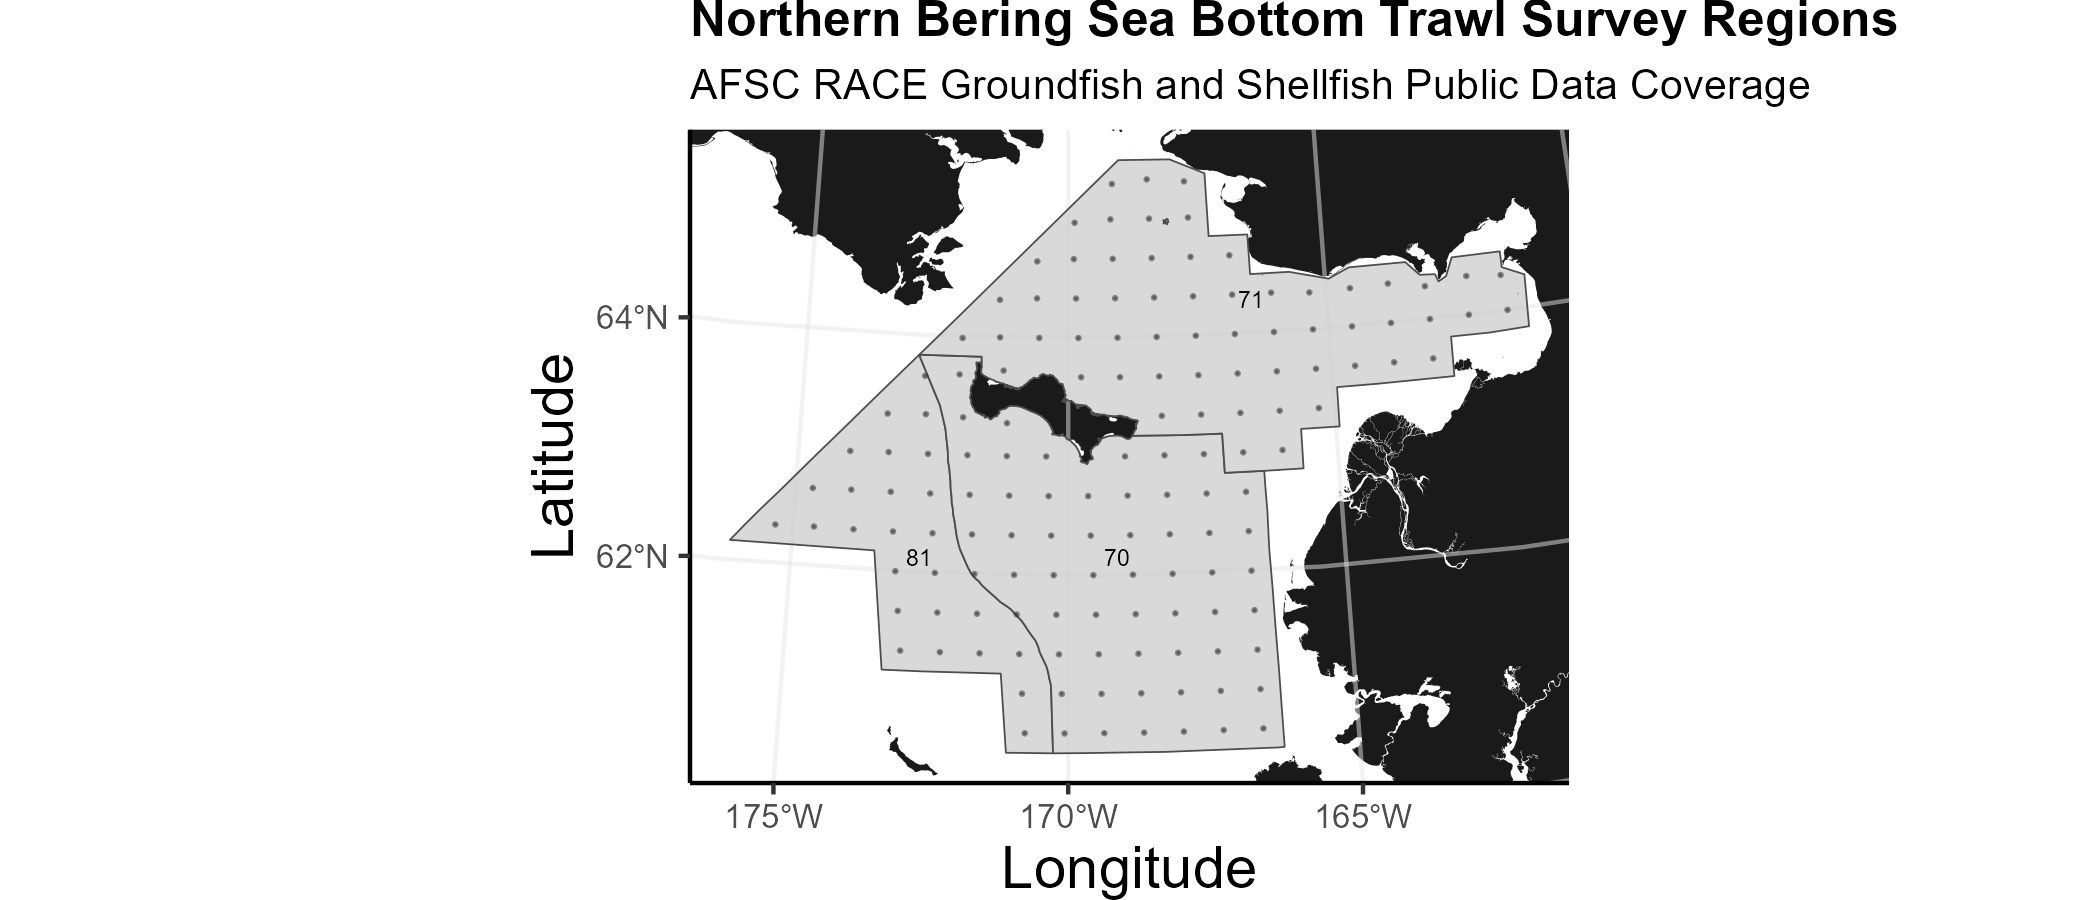 Northern Bering Sea Bottom Trawl Survey Regions
AFSC RACE Groundfish and Shellfish Public Data Coverage
71
64°N
Latitude
62°N
81
70
175°W
170°W
165°W
Longitude